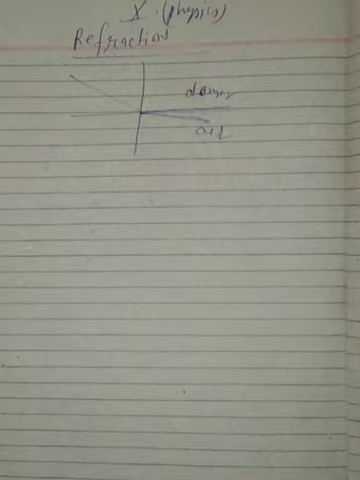 X. (Physics)
Refraction
denser
air